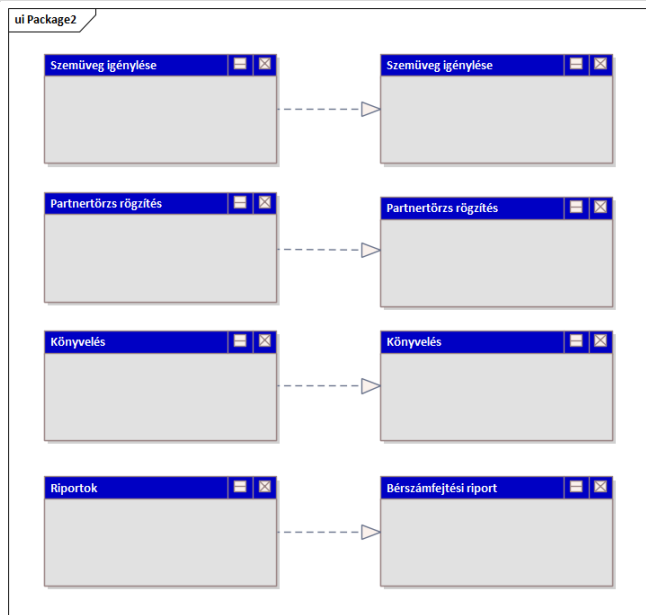 ui Package2
Szemüveg igénylése
Szemüveg igénylése
Partnertörzs rögzítés
Partnertörzs rögzítés
Könyvelés
Könyvelés
Riportok
Bérszámfejtési riport